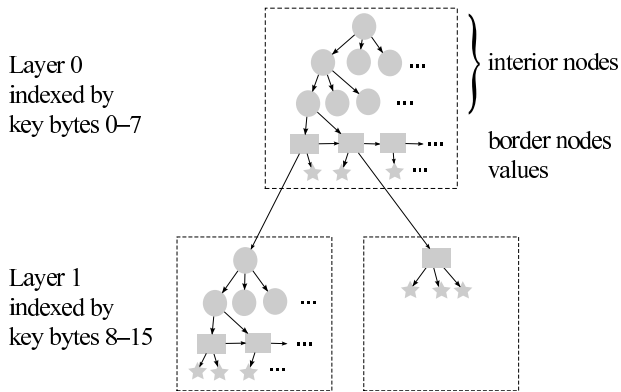 Layer 0
indexed by
key bytes 0–7
interior nodes
...
...
...
border nodes
...
values
Layer 1
indexed by
key bytes 8–15
...
...
...